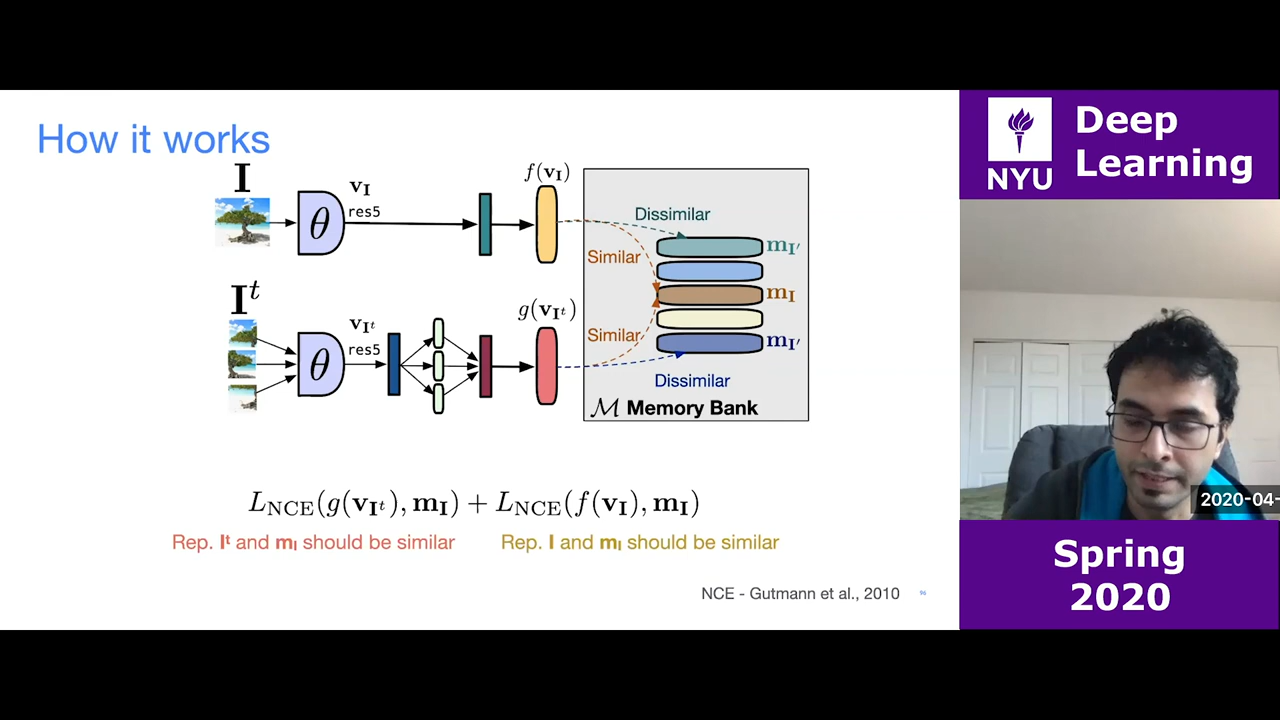 How it works
I
v_I
res5
θ
f(v_I)
Dissimilar
Similar
m_I′
m_I
I^t
v_I^t
res5
θ
g(v_I^t)
Similar
m_I′
Dissimilar
M Memory Bank
L_NCE(g(v_I^t), m_I) + L_NCE(f(v_I), m_I)
Rep. I^t and m_I should be similar
Rep. I and m_I should be similar
NCE - Gutmann et al., 2010
96
NYU
Deep
Learning
2020-04-
Spring
2020